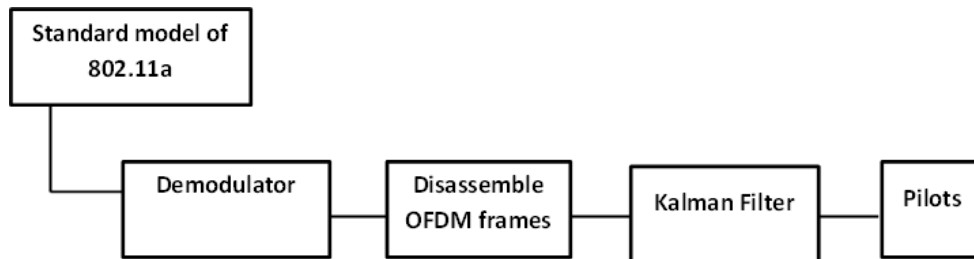 Standard model of
802.11a
Demodulator
Disassemble
OFDM frames
Kalman Filter
Pilots